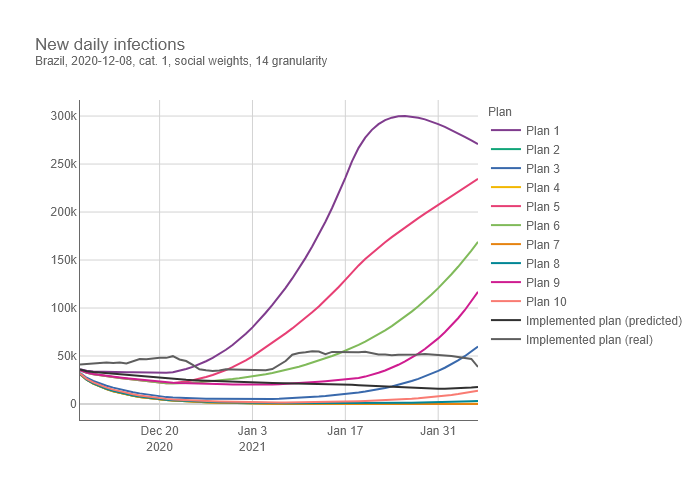 New daily infections
Brazil, 2020-12-08, cat. 1, social weights, 14 granularity
Plan
300k
250k
200k
150k
100k
50k
0
Dec 20
2020
Jan 3
2021
Jan 17
Jan 31
Plan 1
Plan 2
Plan 3
Plan 4
Plan 5
Plan 6
Plan 7
Plan 8
Plan 9
Plan 10
Implemented plan (predicted)
Implemented plan (real)